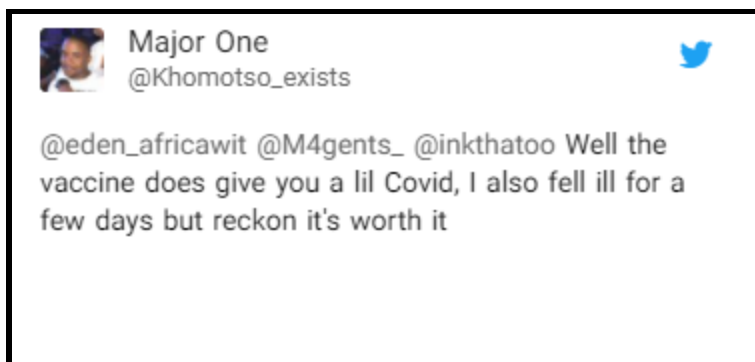 Major One
@Khomotso_exists
@eden_africawit @M4gents_ @inkthatoo Well the
vaccine does give you a lil Covid, I also fell ill for a
few days but reckon it's worth it